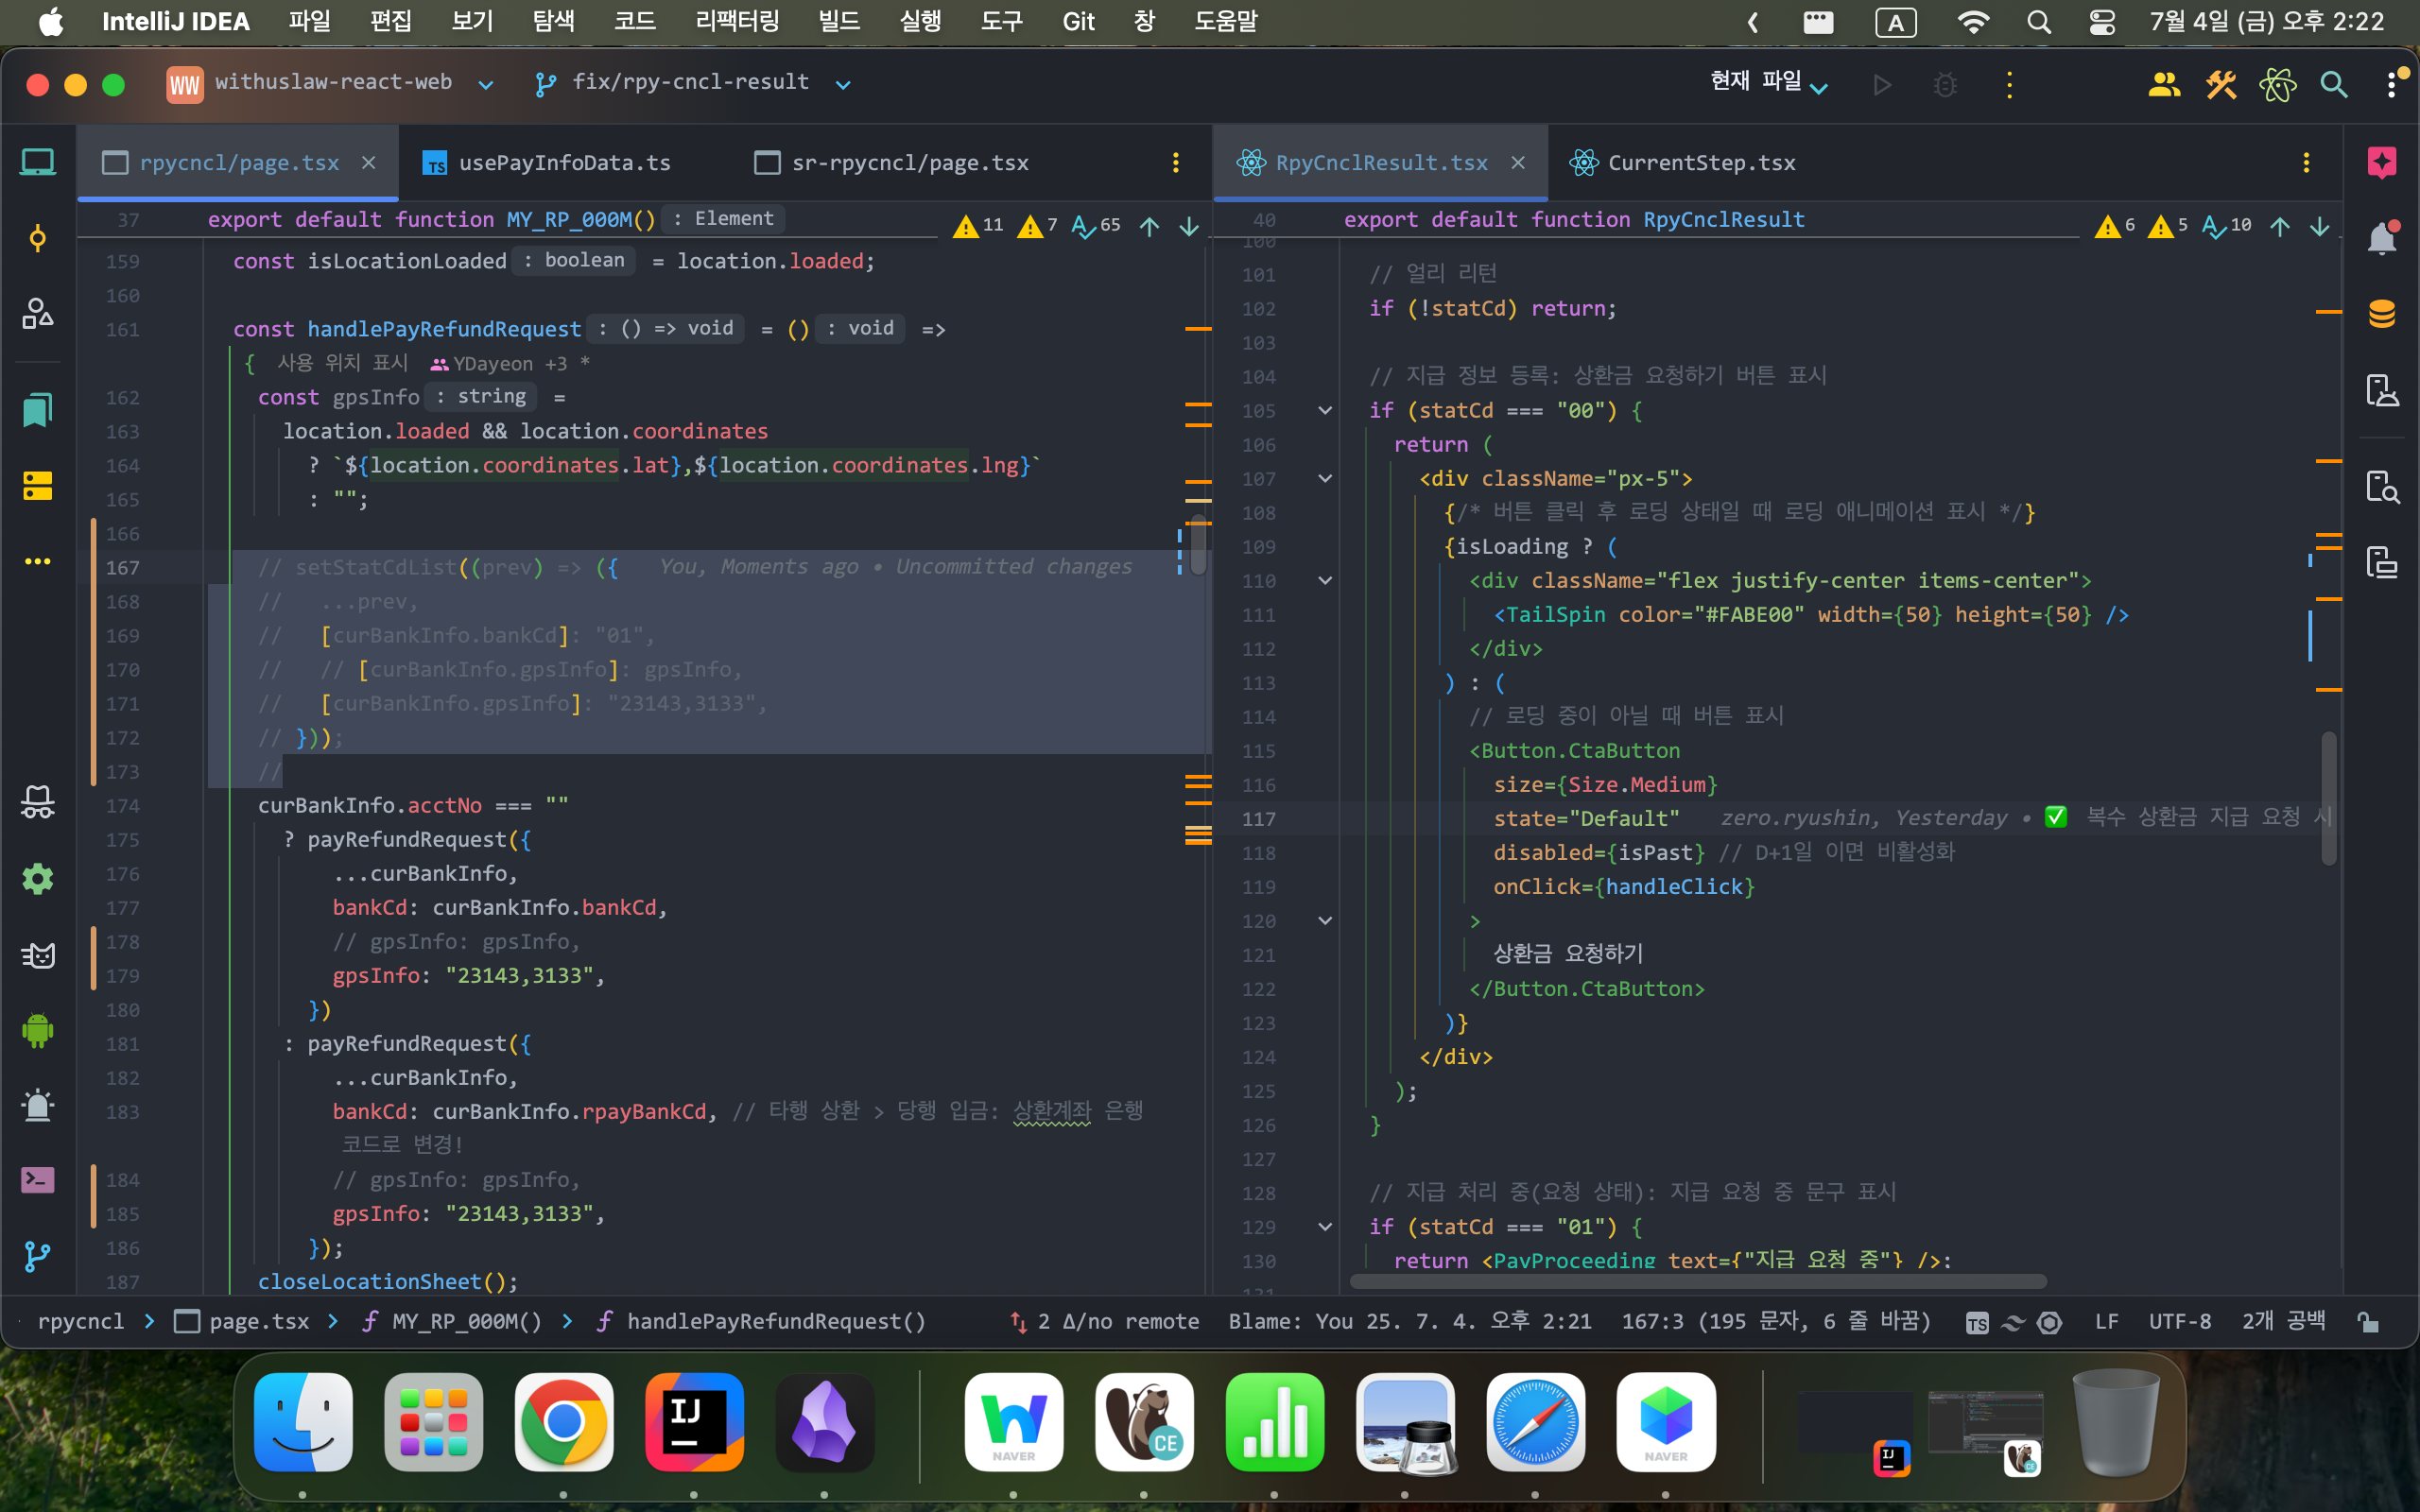 IntelliJ IDEA 파일 편집 보기 탐색 코드 리팩터링 빌드 실행 도구 Git 창 도움말 A 7월 4일 (금) 오후 2:22
WW withuslaw-react-web fix/rpy-cncl-result 현재 파일
rpycncl/page.tsx TS usePayInfoData.ts sr-rpycncl/page.tsx
37 export default function MY_RP_000M() : Element 11 7 65
159 const isLocationLoaded : boolean = location.loaded;
160
161 const handlePayRefundRequest : () => void = () : void =>
{ 사용 위치 표시 YDayeon +3 *
162 const gpsInfo : string =
163 location.loaded && location.coordinates
164 ? `${location.coordinates.lat},${location.coordinates.lng}`
165 : "";
166
167 // setStatCdList((prev) => ({ You, Moments ago • Uncommitted changes
168 // ...prev,
169 // [curBankInfo.bankCd]: "01",
170 // // [curBankInfo.gpsInfo]: gpsInfo,
171 // [curBankInfo.gpsInfo]: "23143,3133",
172 // }));
173 //
174 curBankInfo.acctNo === ""
175 ? payRefundRequest({
176 ...curBankInfo,
177 bankCd: curBankInfo.bankCd,
178 // gpsInfo: gpsInfo,
179 gpsInfo: "23143,3133",
180 })
181 : payRefundRequest({
182 ...curBankInfo,
183 bankCd: curBankInfo.rpayBankCd, // 타행 상환 > 당행 입금: 상환계좌 은행
코드로 변경!
184 // gpsInfo: gpsInfo,
185 gpsInfo: "23143,3133",
186 });
187 closeLocationSheet();
RpyCnclResult.tsx CurrentStep.tsx
40 export default function RpyCnclResult 6 5 10
100
101 // 얼리 리턴
102 if (!statCd) return;
103
104 // 지급 정보 등록: 상환금 요청하기 버튼 표시
105 if (statCd === "00") {
106 return (
107 <div className="px-5">
108 {/* 버튼 클릭 후 로딩 상태일 때 로딩 애니메이션 표시 */}
109 {isLoading ? (
110 <div className="flex justify-center items-center">
111 <TailSpin color="#FABE00" width={50} height={50} />
112 </div>
113 ) : (
114 // 로딩 중이 아닐 때 버튼 표시
115 <Button.CtaButton
116 size={Size.Medium}
117 state="Default" zero.ryushin, Yesterday • ✅ 복수 상환금 지급 요청 시
118 disabled={isPast} // D+1일 이면 비활성화
119 onClick={handleClick}
120 >
121 상환금 요청하기
122 </Button.CtaButton>
123 )}
124 </div>
125 );
126 }
127
128 // 지급 처리 중(요청 상태): 지급 요청 중 문구 표시
129 if (statCd === "01") {
130 return <PayProceeding text={"지급 요청 중"} />;
rpycncl page.tsx MY_RP_000M() handlePayRefundRequest() 2 Δ/no remote Blame: You 25. 7. 4. 오후 2:21 167:3 (195 문자, 6 줄 바꿈) TS LF UTF-8 2개 공백
IJ NAVER CE NAVER IJ